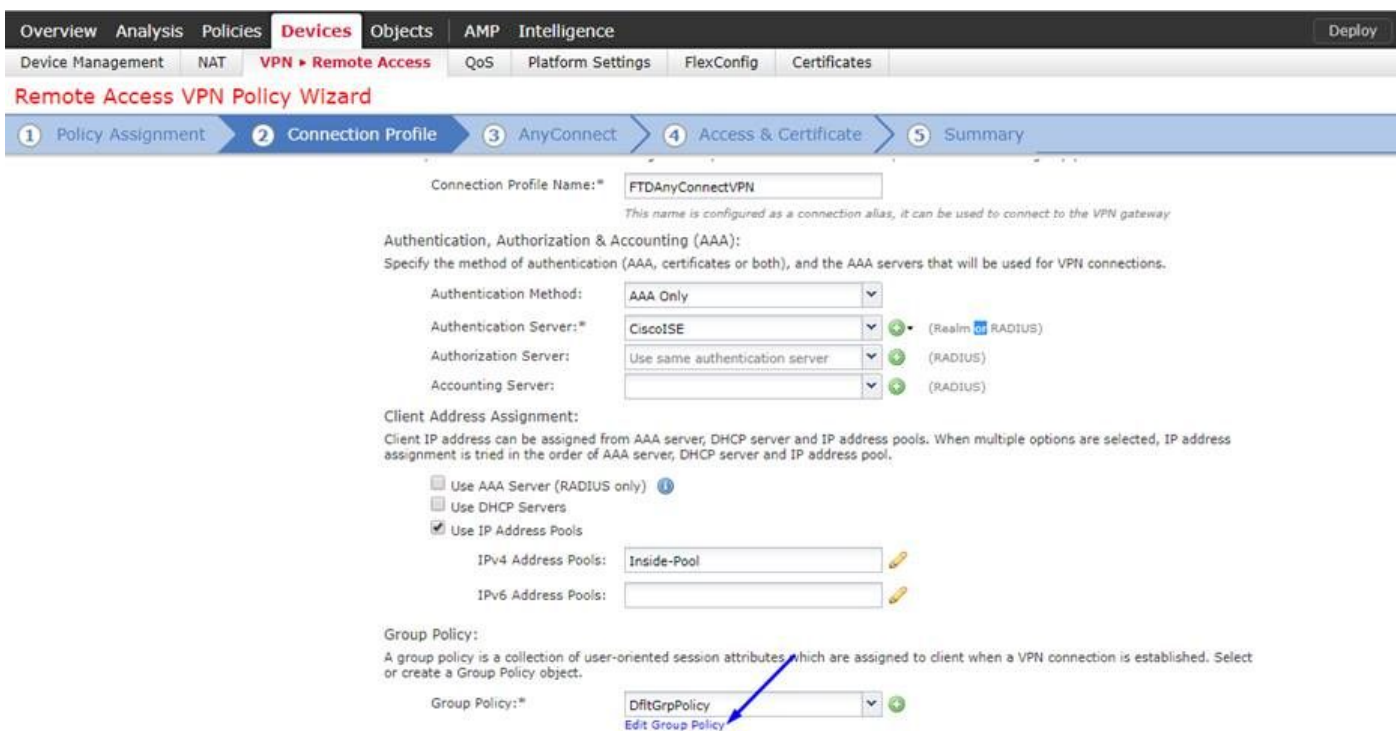 Overview Analysis Policies Devices Objects AMP Intelligence Deploy
Device Management NAT VPN ▸ Remote Access QoS Platform Settings FlexConfig Certificates
Remote Access VPN Policy Wizard
1 Policy Assignment 2 Connection Profile 3 AnyConnect 4 Access & Certificate 5 Summary
Connection Profile Name:* FTDAnyConnectVPN
This name is configured as a connection alias, it can be used to connect to the VPN gateway
Authentication, Authorization & Accounting (AAA):
Specify the method of authentication (AAA, certificates or both), and the AAA servers that will be used for VPN connections.
Authentication Method: AAA Only
Authentication Server:* CiscoISE (Realm or RADIUS)
Authorization Server: Use same authentication server (RADIUS)
Accounting Server: (RADIUS)
Client Address Assignment:
Client IP address can be assigned from AAA server, DHCP server and IP address pools. When multiple options are selected, IP address
assignment is tried in the order of AAA server, DHCP server and IP address pool.
Use AAA Server (RADIUS only)
Use DHCP Servers
Use IP Address Pools
IPv4 Address Pools: Inside-Pool
IPv6 Address Pools:
Group Policy:
A group policy is a collection of user-oriented session attributes which are assigned to client when a VPN connection is established. Select
or create a Group Policy object.
Group Policy:* DfltGrpPolicy
Edit Group Policy